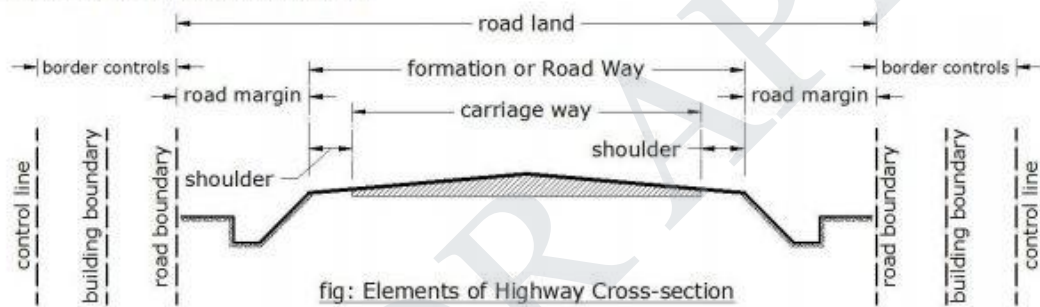 road land
border controls
formation or Road Way
border controls
road margin
carriage way
road margin
shoulder
shoulder
control line
building boundary
road boundary
road boundary
building boundary
control line
fig: Elements of Highway Cross-section